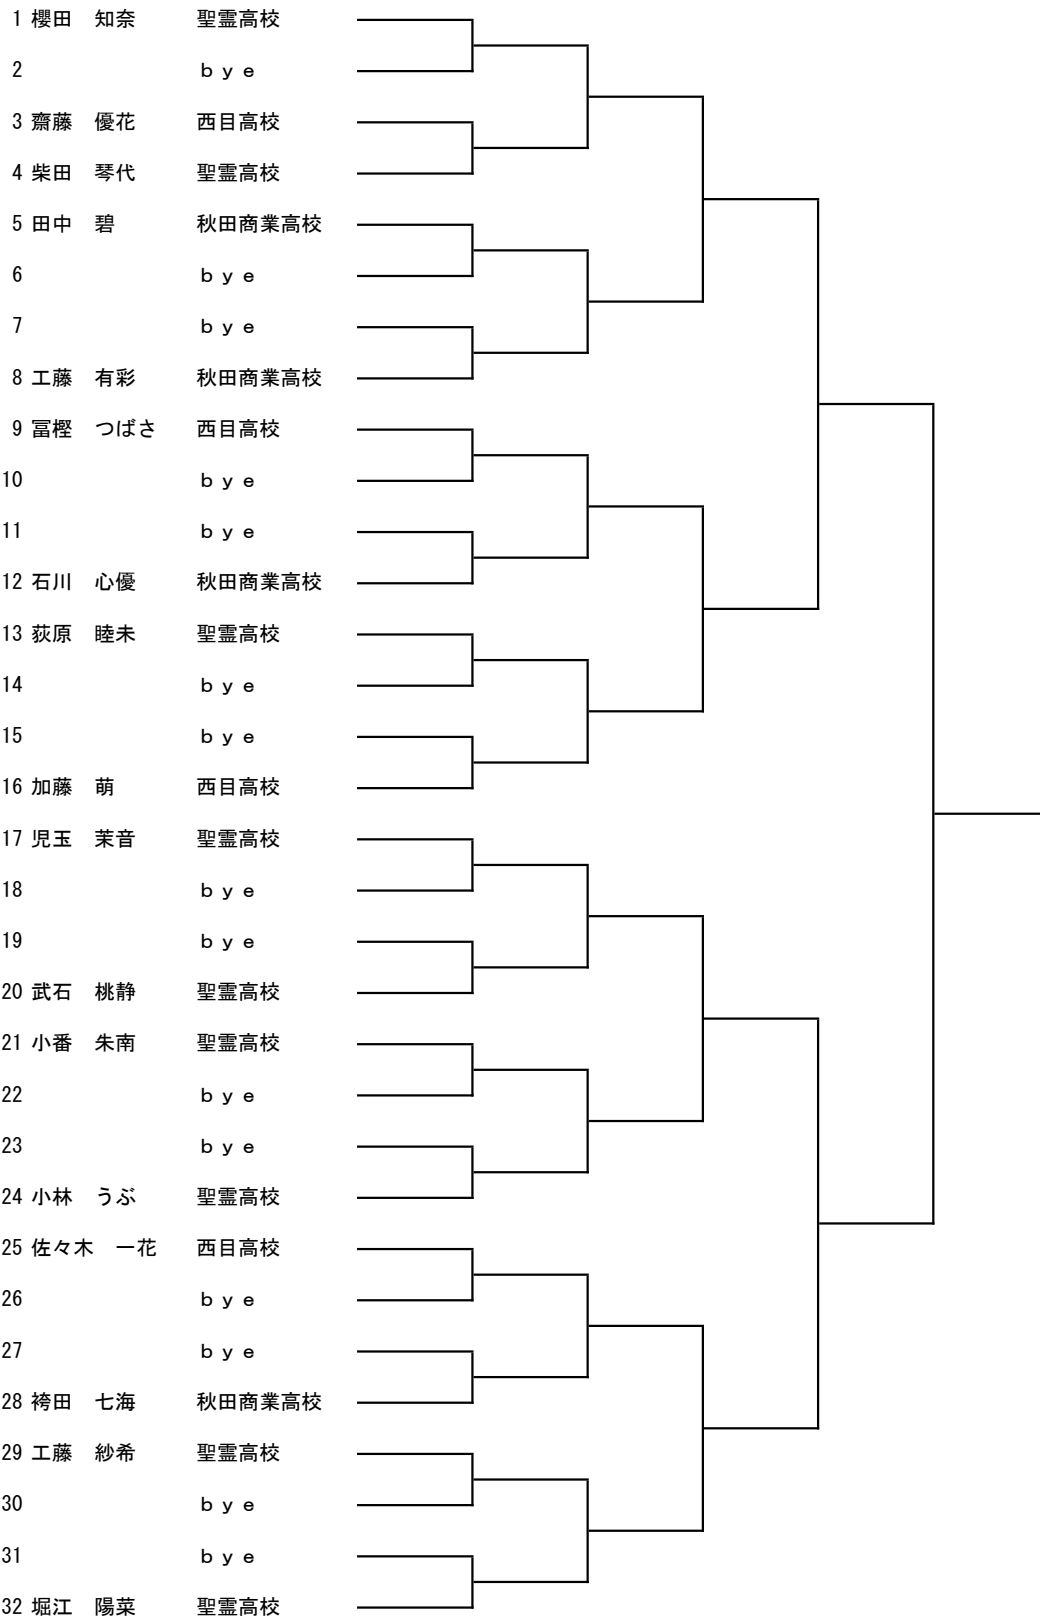 1 櫻田　知奈　聖霊高校
2　ｂｙｅ
3 齋藤　優花　西目高校
4 柴田　琴代　聖霊高校
5 田中　碧　秋田商業高校
6　ｂｙｅ
7　ｂｙｅ
8 工藤　有彩　秋田商業高校
9 冨樫　つばさ　西目高校
10　ｂｙｅ
11　ｂｙｅ
12 石川　心優　秋田商業高校
13 荻原　睦未　聖霊高校
14　ｂｙｅ
15　ｂｙｅ
16 加藤　萌　西目高校
17 児玉　茉音　聖霊高校
18　ｂｙｅ
19　ｂｙｅ
20 武石　桃静　聖霊高校
21 小番　朱南　聖霊高校
22　ｂｙｅ
23　ｂｙｅ
24 小林　うぶ　聖霊高校
25 佐々木　一花　西目高校
26　ｂｙｅ
27　ｂｙｅ
28 袴田　七海　秋田商業高校
29 工藤　紗希　聖霊高校
30　ｂｙｅ
31　ｂｙｅ
32 堀江　陽菜　聖霊高校